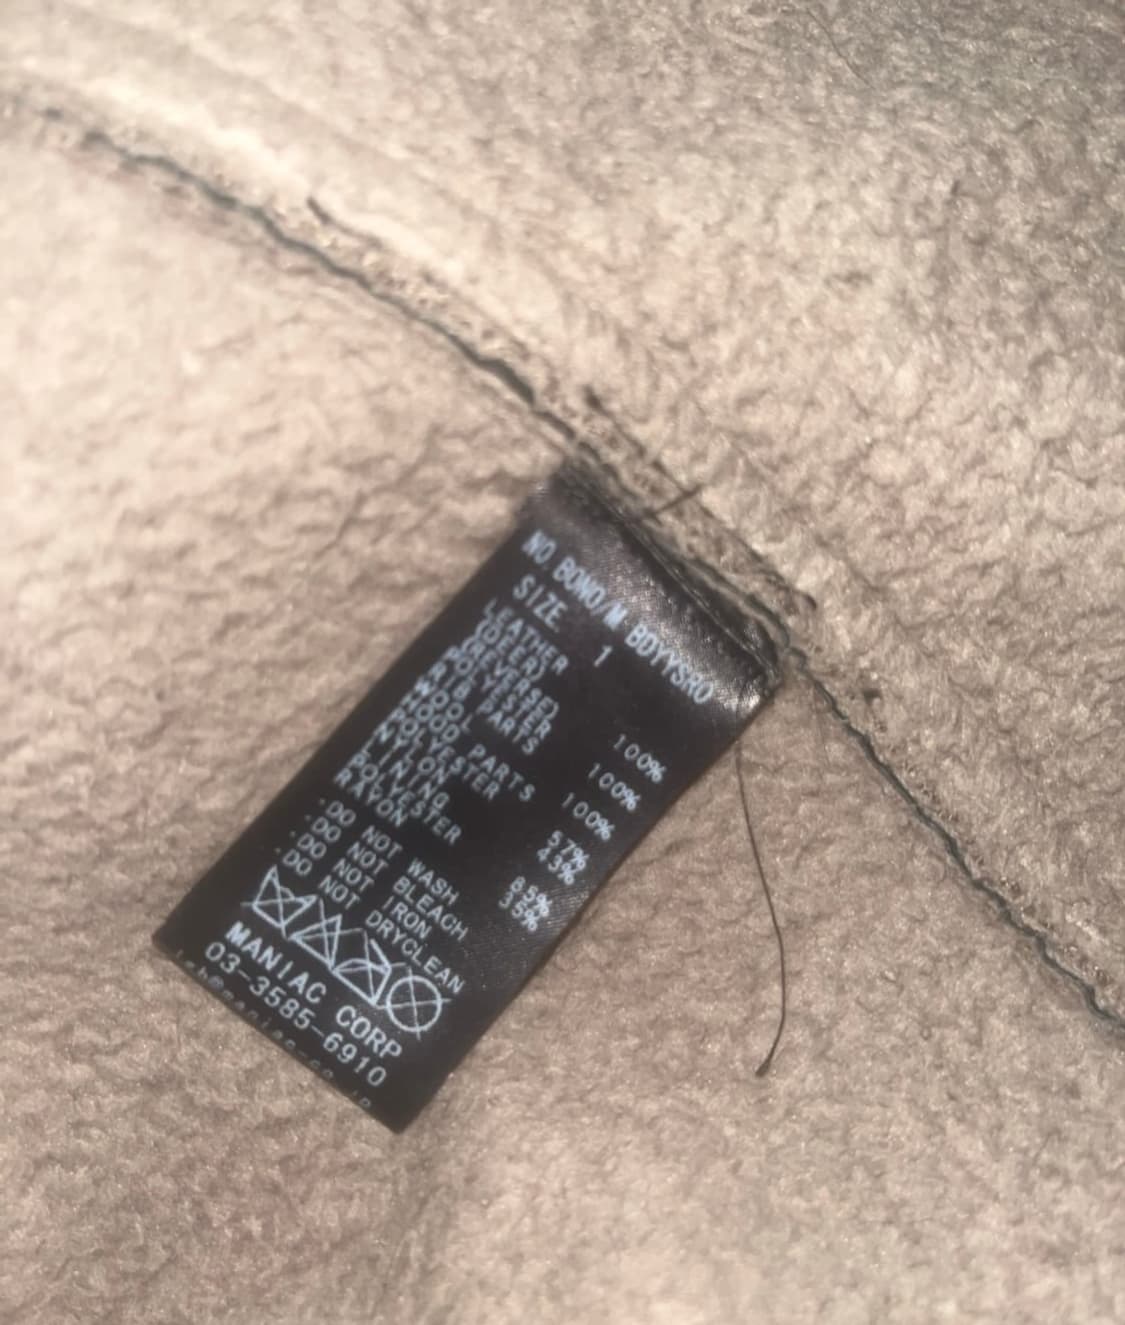 NO.BOMO/M BDYYSRO
SIZE 1
LEATHER
(DEER) 100%
(REVERSE)
POLYESTER 100%
RIB PARTS
WOOL 100%
HOOD PARTS
POLYESTER 57%
NYLON 43%
LINING
POLYESTER 85%
RAYON 35%
·DO NOT WASH
·DO NOT BLEACH
·DO NOT IRON
·DO NOT DRYCLEAN
MANIAC CORP
03-3585-6910